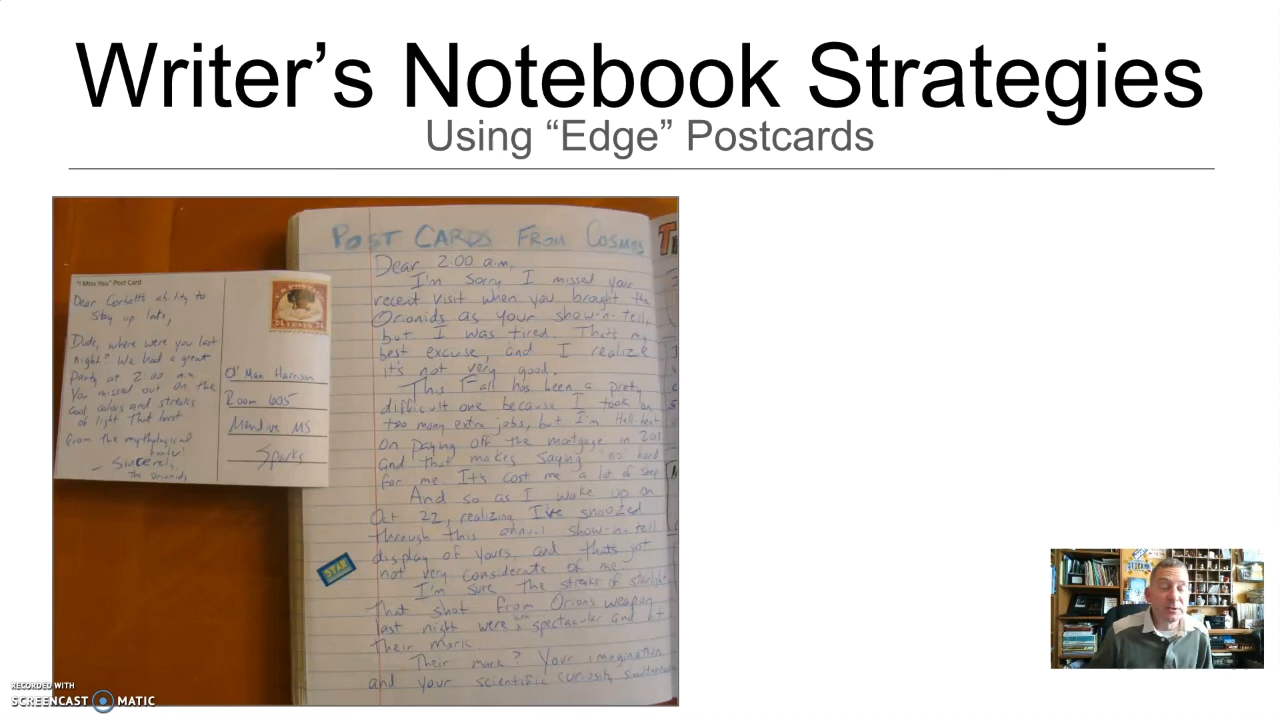 Writer's Notebook Strategies
Using “Edge” Postcards
"I Miss You" Post Card
Dear Corbett's ability to
stay up late,
Dude, where were you last
night? We had a great
party at 2:00 a.m.
You missed out on the
cool colors and streaks
of light that burst
from the mythological
hunter!
- Sincerely,
the Orionids
O' Man Harrison
Room 605
Mendive MS
Sparks
POST CARDS FROM COSMOS
Dear 2:00 a.m,
I'm sorry I missed your
recent visit when you brought the
Orionids as your show-n-tell,
but I was tired. That's my
best excuse, and I realize
it's not very good.
This Fall has been a pretty
difficult one because I took on
too many extra jobs, but I'm Hell bent
on paying off the mortgage in
and that makes saying 'no' hard
for me. It's cost me a lot of sleep
And so as I wake up on
Oct 22, realizing I've snoozed
through this annual show-n-tell
display of yours, and that's just
not very considerate of me.
I'm sure the streaks of starlight
that shot from Orion's weapon
last night were spectacular and hit
their mark.
Their mark? Your imagination
and your scientific curiosity simultaneously
STAR
RECORDED WITH
SCREENCAST MATIC